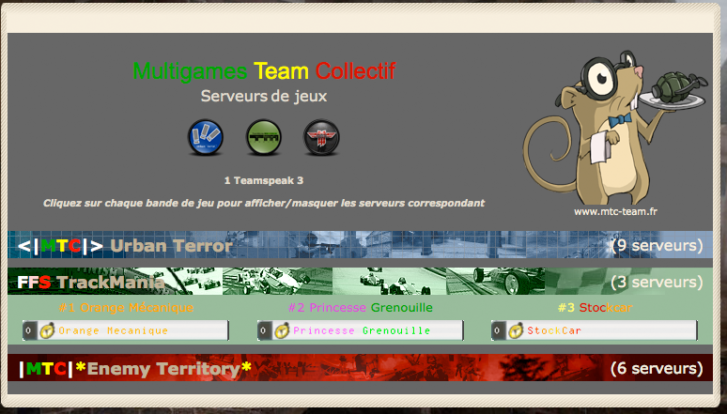 Multigames Team Collectif
Serveurs de jeux
1 Teamspeak 3
Cliquez sur chaque bande de jeu pour afficher/masquer les serveurs correspondant
www.mtc-team.fr
<|MTC|> Urban Terror (9 serveurs)
FFS TrackMania (3 serveurs)
#1 Orange Mécanique #2 Princesse Grenouille #3 Stockcar
0 Orange Mecanique 0 Princesse Grenouille 0 StockCar
|MTC|*Enemy Territory* (6 serveurs)